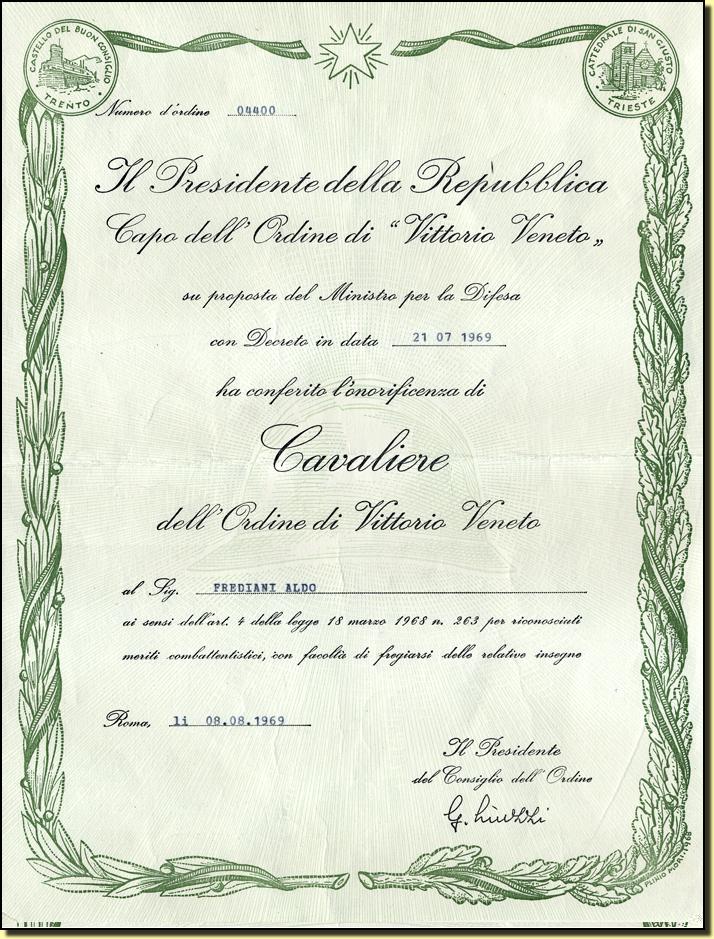 CASTELLO DEL BUON CONSIGLIO
TRENTO
CATTEDRALE DI SAN GIUSTO
TRIESTE
Numero d'ordine 04400
Il Presidente della Repubblica
Capo dell'Ordine di “Vittorio Veneto„
su proposta del Ministro per la Difesa
con Decreto in data 21 07 1969
ha conferito l'onorificenza di
Cavaliere
dell'Ordine di Vittorio Veneto
al Sig. FREDIANI ALDO
ai sensi dell'art. 4 della legge 18 marzo 1968 n. 263 per riconosciuti
meriti combattentistici, con facoltà di fregiarsi delle relative insegne
Roma, li 08.08.1969
Il Presidente
del Consiglio dell'Ordine
G.